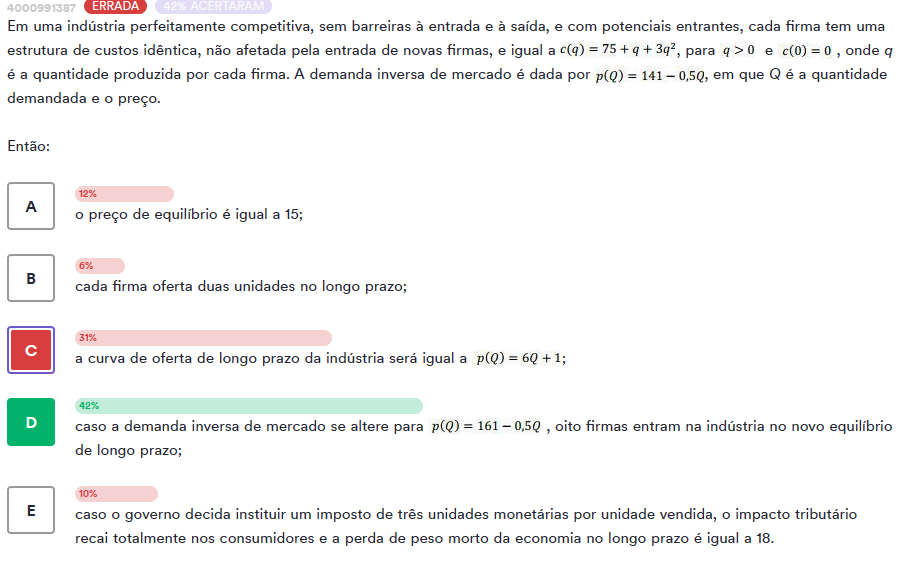 4000991387 ERRADA 42% ACERTARAM
Em uma indústria perfeitamente competitiva, sem barreiras à entrada e à saída, e com potenciais entrantes, cada firma tem uma
estrutura de custos idêntica, não afetada pela entrada de novas firmas, e igual a c(q) = 75 + q + 3q², para q > 0 e c(0) = 0 , onde q
é a quantidade produzida por cada firma. A demanda inversa de mercado é dada por p(Q) = 141 − 0,5Q, em que Q é a quantidade
demandada e o preço.
Então:
12%
A
o preço de equilíbrio é igual a 15;
6%
B
cada firma oferta duas unidades no longo prazo;
31%
C
a curva de oferta de longo prazo da indústria será igual a p(Q) = 6Q + 1;
42%
D
caso a demanda inversa de mercado se altere para p(Q) = 161 − 0,5Q , oito firmas entram na indústria no novo equilíbrio
de longo prazo;
10%
E
caso o governo decida instituir um imposto de três unidades monetárias por unidade vendida, o impacto tributário
recai totalmente nos consumidores e a perda de peso morto da economia no longo prazo é igual a 18.